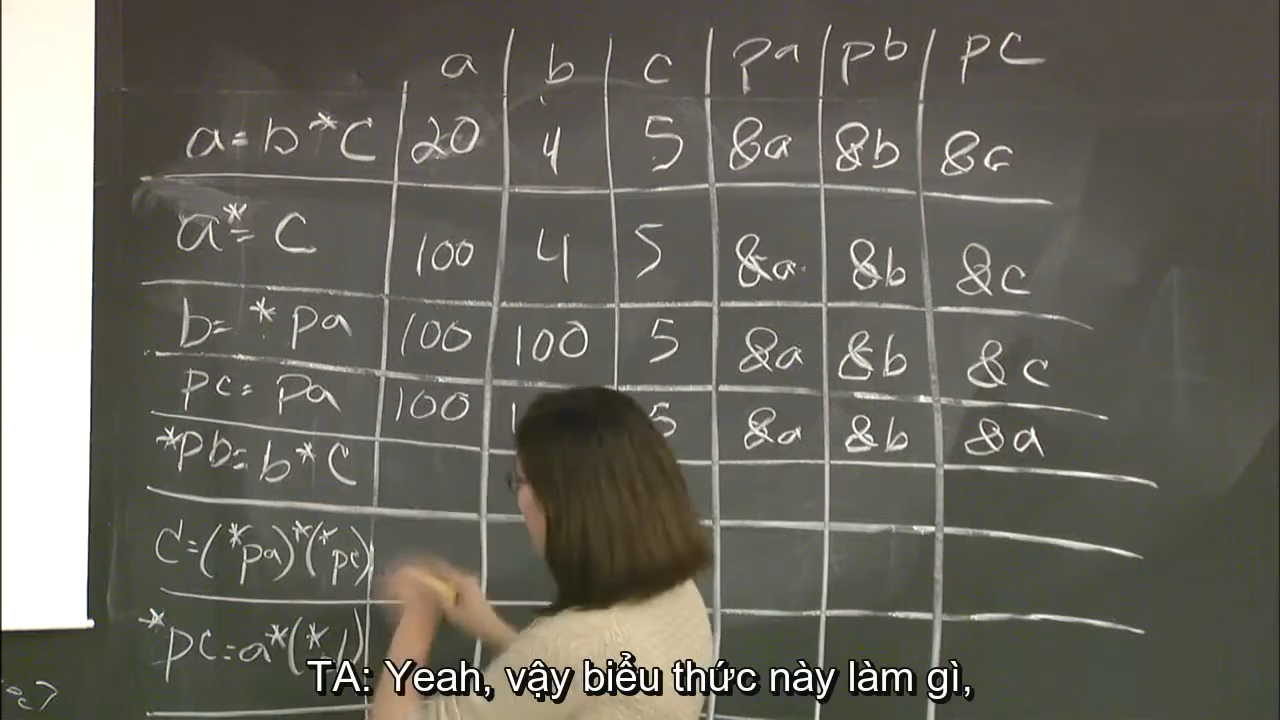 a b c pa pb pc
a=b*c 20 4 5 &a &b &c
a*=c 100 4 5 &a &b &c
b=*pa 100 100 5 &a &b &c
pc=pa 100 5 &a &b &a
*pb=b*c
c=(*pa)*(*pc)
*pc=a*(*
TA: Yeah, vậy biểu thức này làm gì,